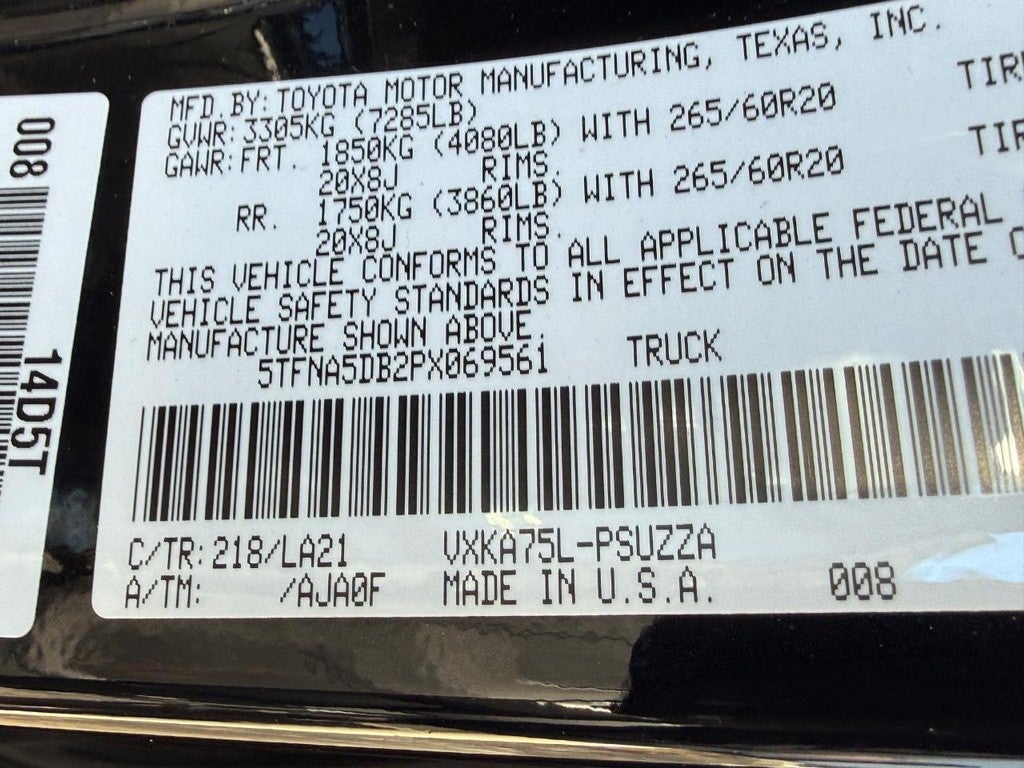 MFD.BY: TOYOTA MOTOR MANUFACTURING, TEXAS, INC.
GVWR: 3305KG (7285LB)
GAWR: FRT. 1850KG (4080LB) WITH 265/60R20
20X8J RIMS.
RR. 1750KG (3860LB) WITH 265/60R20
20X8J RIMS.
THIS VEHICLE CONFORMS TO ALL APPLICABLE FEDERAL
VEHICLE SAFETY STANDARDS IN EFFECT ON THE DATE
MANUFACTURE SHOWN ABOVE.
5TFNA5DB2PX069561 TRUCK
C/TR: 218/LA21 VXKA75L-PSUZZA
A/TM: /AJA0F MADE IN U.S.A. 008
008
14D5T